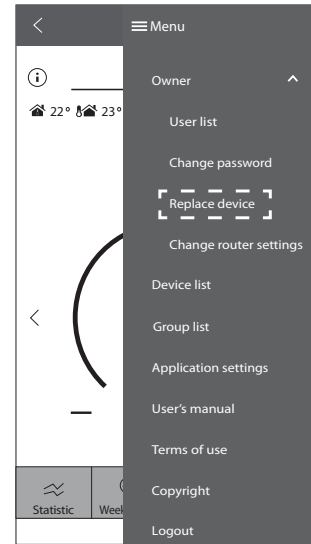 Menu
Owner
User list
Change password
Replace device
Change router settings
Device list
Group list
Application settings
User's manual
Terms of use
Copyright
Logout
22° 23°
Statistic